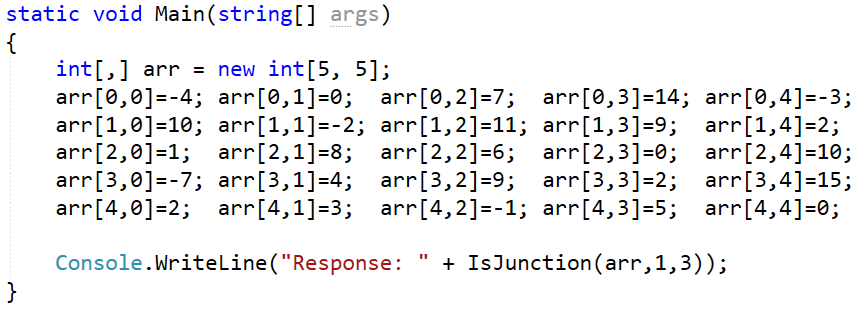 static void Main(string[] args)
{
int[,] arr = new int[5, 5];
arr[0,0]=-4; arr[0,1]=0; arr[0,2]=7; arr[0,3]=14; arr[0,4]=-3;
arr[1,0]=10; arr[1,1]=-2; arr[1,2]=11; arr[1,3]=9; arr[1,4]=2;
arr[2,0]=1; arr[2,1]=8; arr[2,2]=6; arr[2,3]=0; arr[2,4]=10;
arr[3,0]=-7; arr[3,1]=4; arr[3,2]=9; arr[3,3]=2; arr[3,4]=15;
arr[4,0]=2; arr[4,1]=3; arr[4,2]=-1; arr[4,3]=5; arr[4,4]=0;
Console.WriteLine("Response: " + IsJunction(arr,1,3));
}